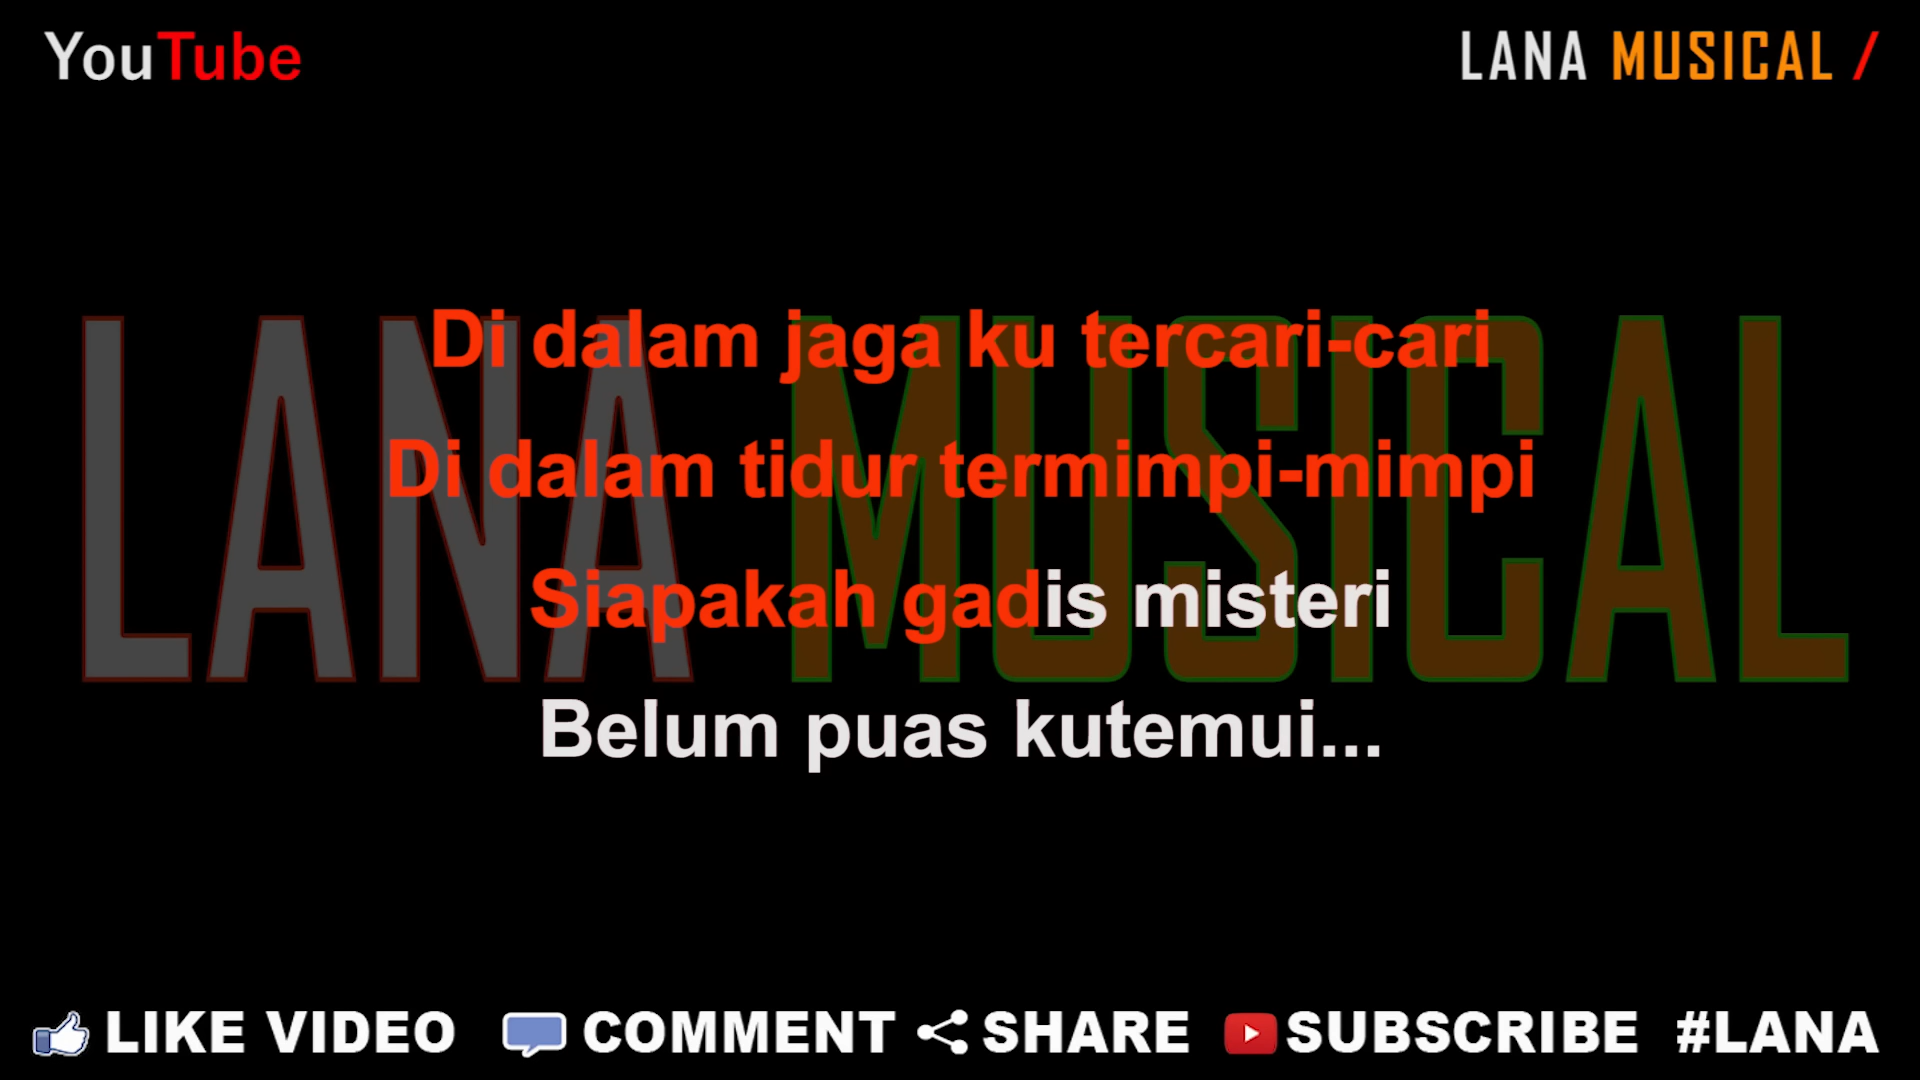 YouTube
LANA MUSICAL /
LANA MUSICAL
Di dalam jaga ku tercari-cari
Di dalam tidur termimpi-mimpi
Siapakah gadis misteri
Belum puas kutemui...
LIKE VIDEO COMMENT SHARE SUBSCRIBE #LANA